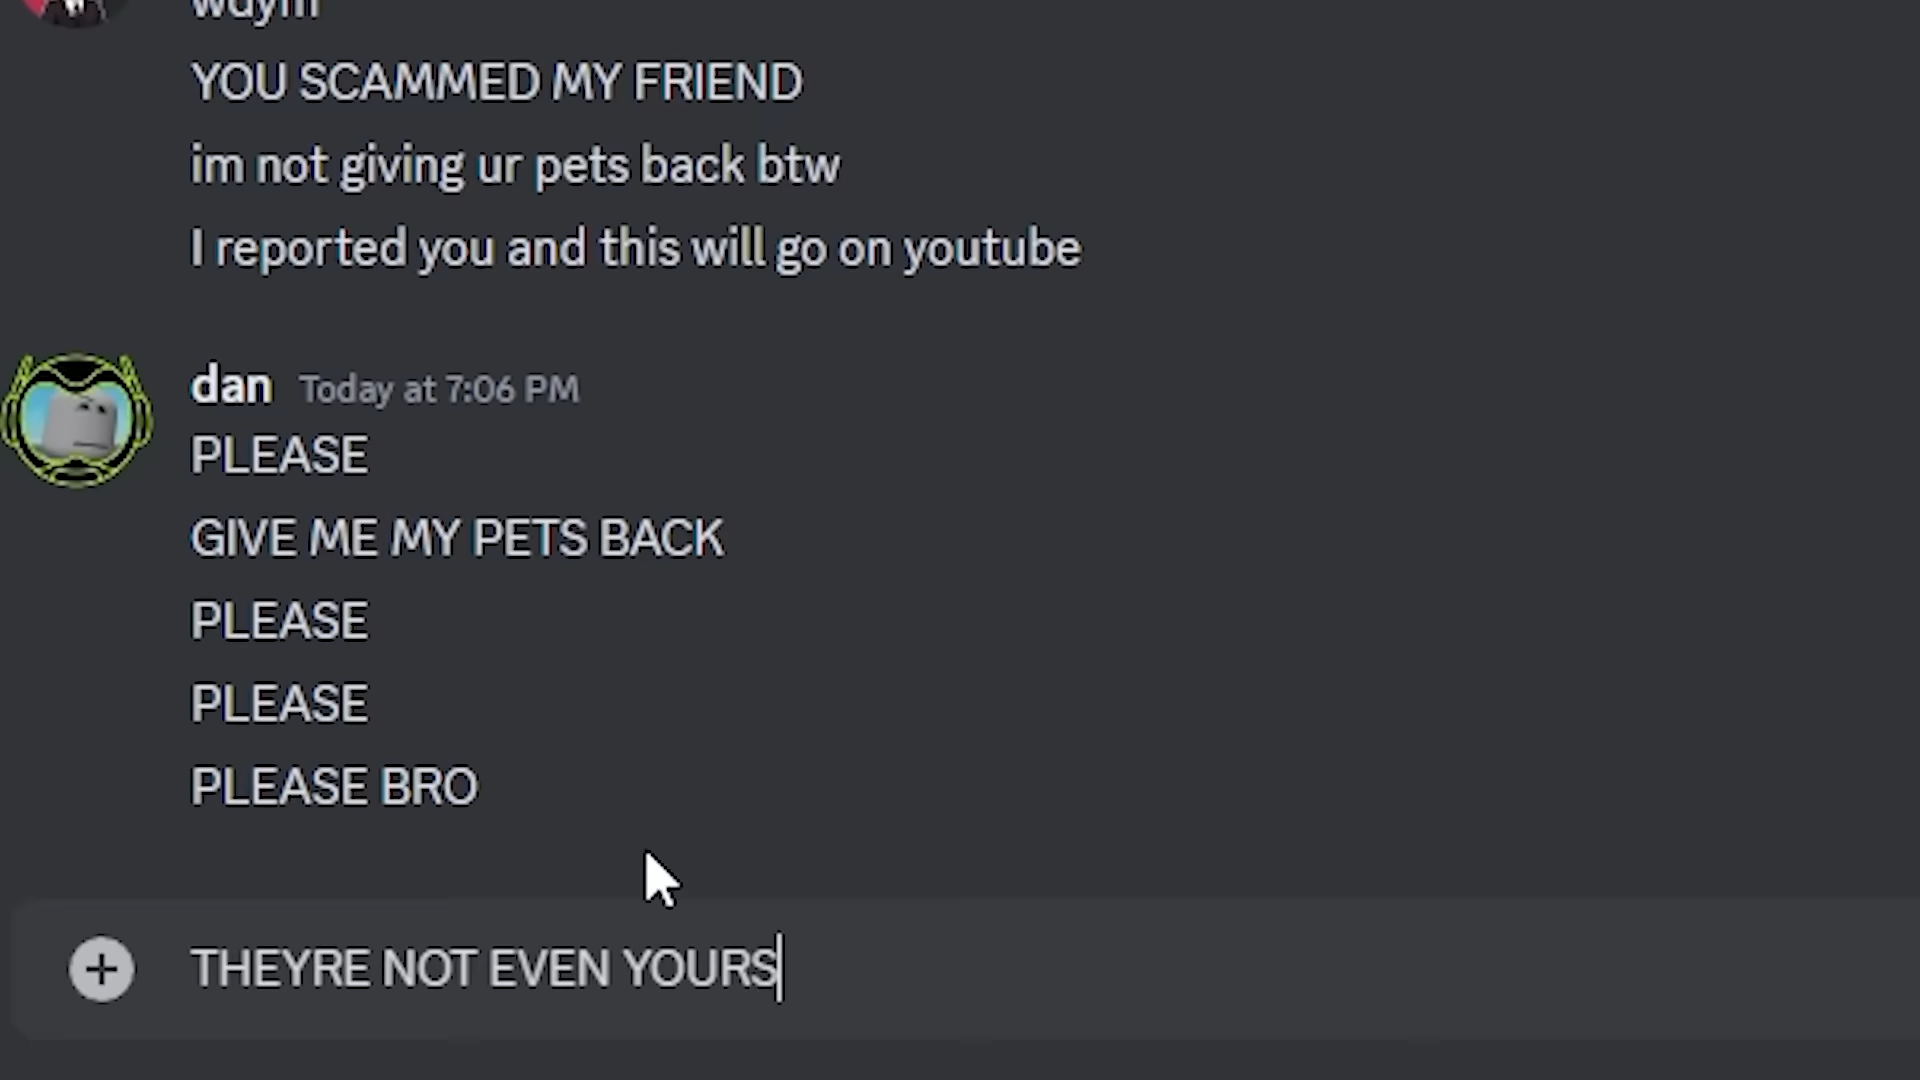 wdym
YOU SCAMMED MY FRIEND
im not giving ur pets back btw
I reported you and this will go on youtube
dan Today at 7:06 PM
PLEASE
GIVE ME MY PETS BACK
PLEASE
PLEASE
PLEASE BRO
THEYRE NOT EVEN YOURS